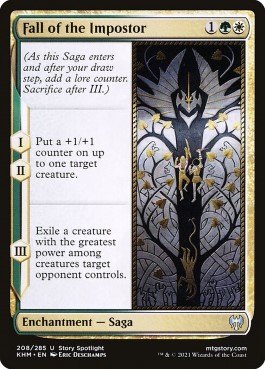 Fall of the Impostor 1
(As this Saga enters
and after your draw
step, add a lore counter.
Sacrifice after III.)
I
II
Put a +1/+1
counter on up
to one target
creature.
III
Exile a creature
with the greatest
power among
creatures target
opponent controls.
Enchantment — Saga
208/285 U Story Spotlight
KHM • EN Eric Deschamps
mtgstory.com
™ & © 2021 Wizards of the Coast